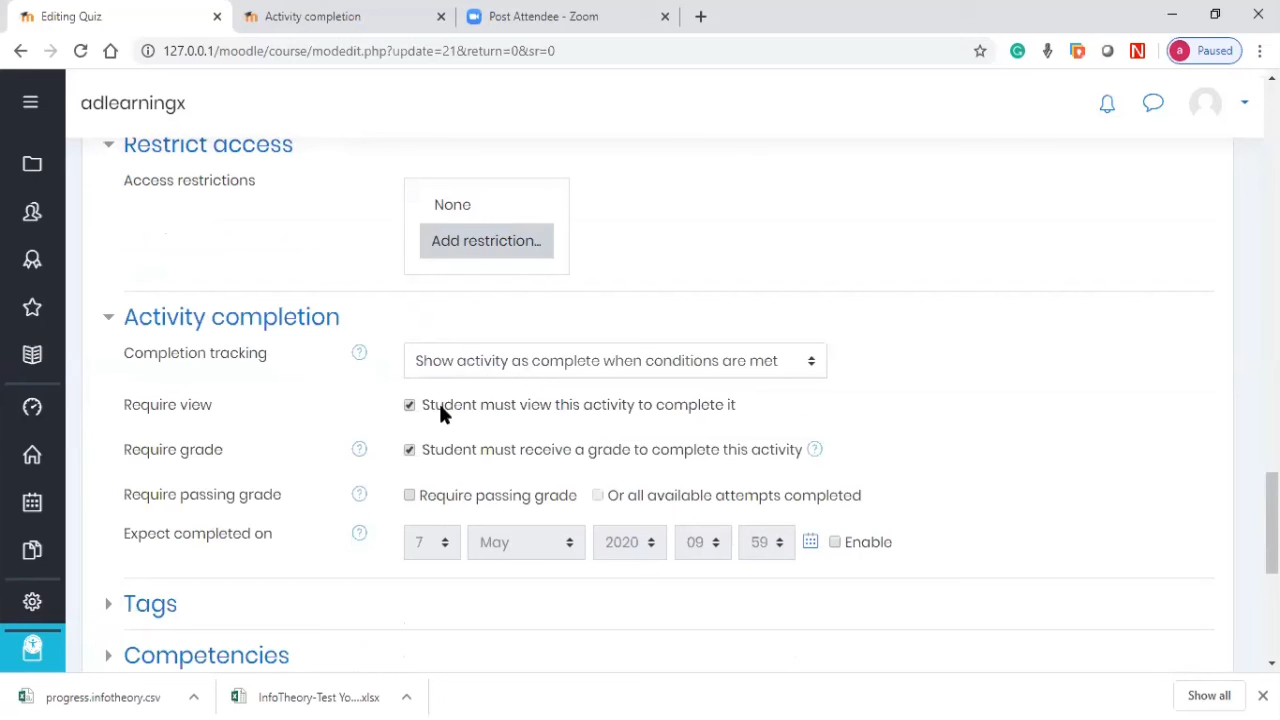 Editing Quiz
Activity completion
Post Attendee - Zoom
127.0.0.1/moodle/course/modedit.php?update=21&return=0&sr=0
a Paused
adlearningx
Restrict access
Access restrictions
None
Add restriction...
Activity completion
Completion tracking
Show activity as complete when conditions are met
Require view
Student must view this activity to complete it
Require grade
Student must receive a grade to complete this activity
Require passing grade
Require passing grade Or all available attempts completed
Expect completed on
7 May 2020 09 59 Enable
Tags
Competencies
progress.infotheory.csv
InfoTheory-Test Yo....xlsx
Show all